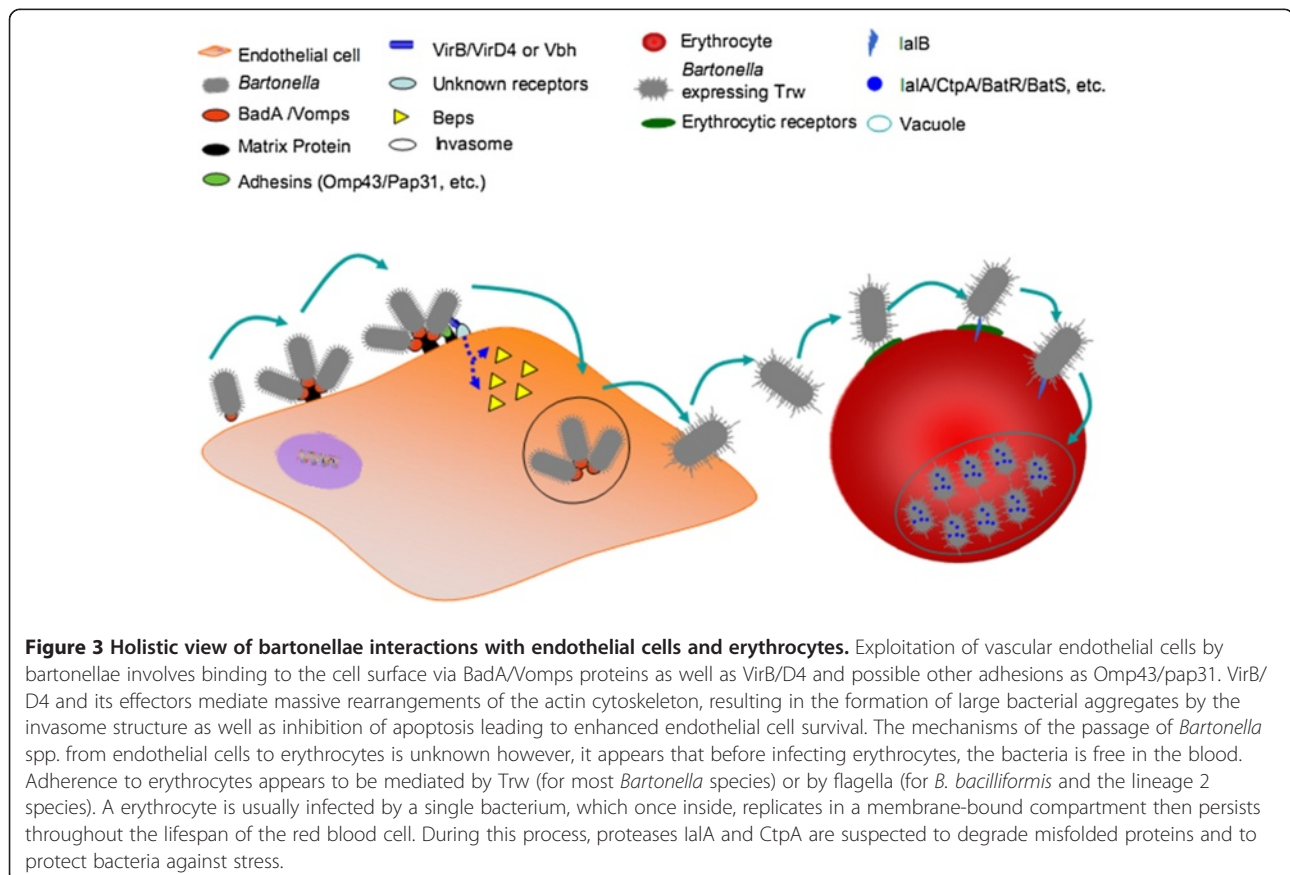 Endothelial cell
Bartonella
BadA /Vomps
Matrix Protein
Adhesins (Omp43/Pap31, etc.)
VirB/VirD4 or Vbh
Unknown receptors
Beps
Invasome
Erythrocyte
Bartonella
expressing Trw
Erythrocytic receptors
IalB
IalA/CtpA/BatR/BatS, etc.
Vacuole
Figure 3 Holistic view of bartonellae interactions with endothelial cells and erythrocytes. Exploitation of vascular endothelial cells by
bartonellae involves binding to the cell surface via BadA/Vomps proteins as well as VirB/D4 and possible other adhesions as Omp43/pap31. VirB/
D4 and its effectors mediate massive rearrangements of the actin cytoskeleton, resulting in the formation of large bacterial aggregates by the
invasome structure as well as inhibition of apoptosis leading to enhanced endothelial cell survival. The mechanisms of the passage of Bartonella
spp. from endothelial cells to erythrocytes is unknown however, it appears that before infecting erythrocytes, the bacteria is free in the blood.
Adherence to erythrocytes appears to be mediated by Trw (for most Bartonella species) or by flagella (for B. bacilliformis and the lineage 2
species). A erythrocyte is usually infected by a single bacterium, which once inside, replicates in a membrane-bound compartment then persists
throughout the lifespan of the red blood cell. During this process, proteases IalA and CtpA are suspected to degrade misfolded proteins and to
protect bacteria against stress.